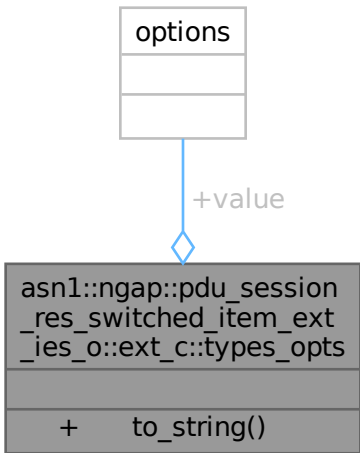 options
+value
asn1::ngap::pdu_session
_res_switched_item_ext
_ies_o::ext_c::types_opts
+ to_string()